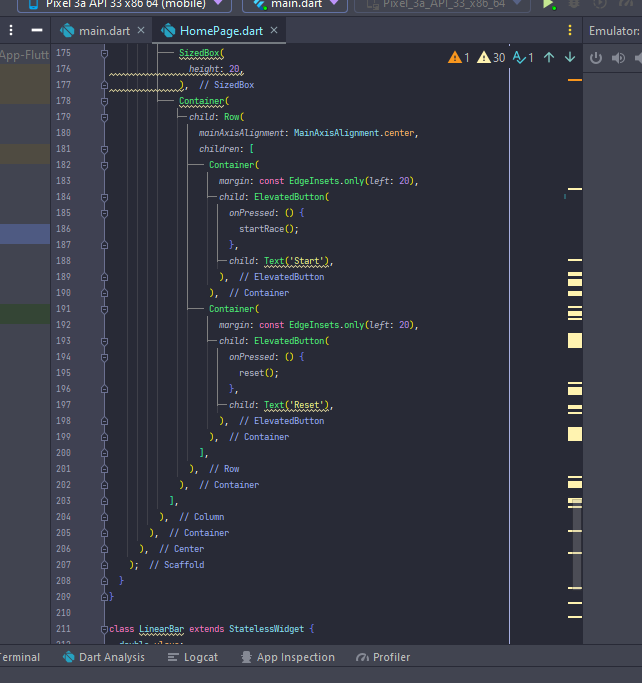 Pixel 3a API 33 x86 64 (mobile)
main.dart
Pixel_3a_API_33_x86_64
main.dart
HomePage.dart
Emulator:
App-Flutt
1 30 1
175 SizedBox(
176 height: 20,
177 ), // SizedBox
178 Container(
179 child: Row(
180 mainAxisAlignment: MainAxisAlignment.center,
181 children: [
182 Container(
183 margin: const EdgeInsets.only(left: 20),
184 child: ElevatedButton(
185 onPressed: () {
186 startRace();
187 },
188 child: Text('Start'),
189 ), // ElevatedButton
190 ), // Container
191 Container(
192 margin: const EdgeInsets.only(left: 20),
193 child: ElevatedButton(
194 onPressed: () {
195 reset();
196 },
197 child: Text('Reset'),
198 ), // ElevatedButton
199 ), // Container
200 ],
201 ), // Row
202 ), // Container
203 ],
204 ), // Column
205 ), // Container
206 ), // Center
207 ); // Scaffold
208 }
209 }
210
211 class LinearBar extends StatelessWidget {
erminal
Dart Analysis
Logcat
App Inspection
Profiler